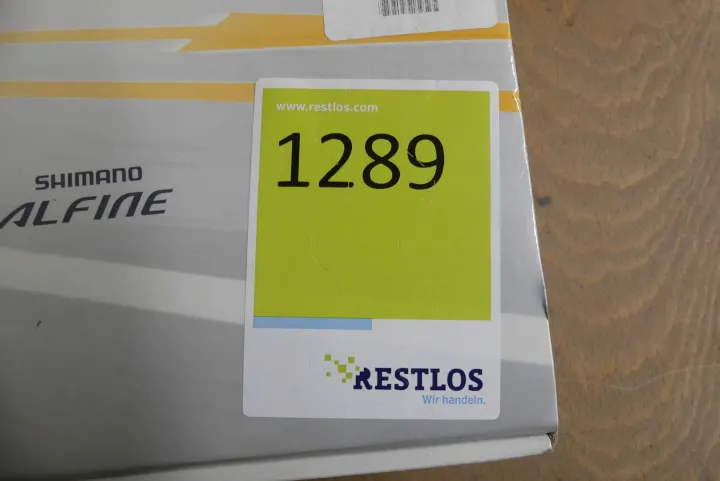 www.restlos.com
1289
SHIMANO
ALFINE
RESTLOS
Wir handeln.